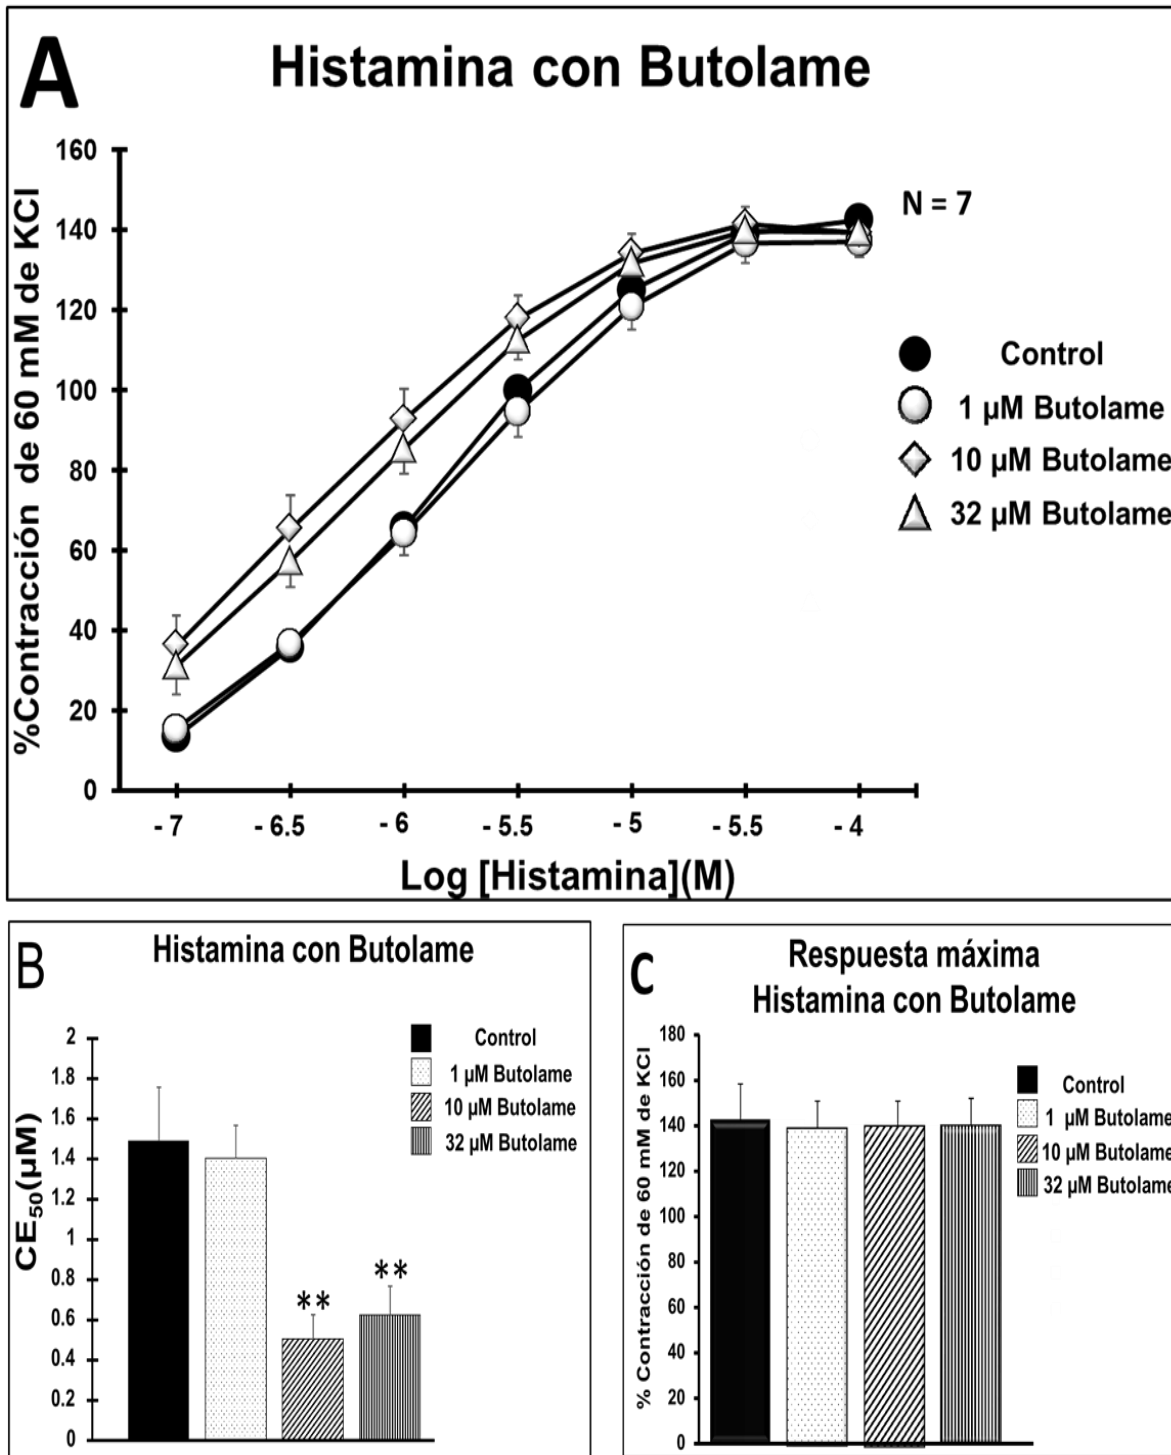 A
Histamina con Butolame
160
140
120
100
80
60
40
20
0
%Contracción de 60 mM de KCl
N = 7
Control
1 µM Butolame
10 µM Butolame
32 µM Butolame
- 7
- 6.5
- 6
- 5.5
- 5
- 5.5
- 4
Log [Histamina](M)
B
Histamina con Butolame
2
1.8
1.6
1.4
1.2
1
0.8
0.6
0.4
0.2
0
CE50(µM)
Control
1 µM Butolame
10 µM Butolame
32 µM Butolame
**
**
C
Respuesta máxima
Histamina con Butolame
180
160
140
120
100
80
60
40
20
0
% Contracción de 60 mM de KCl
Control
1 µM Butolame
10 µM Butolame
32 µM Butolame